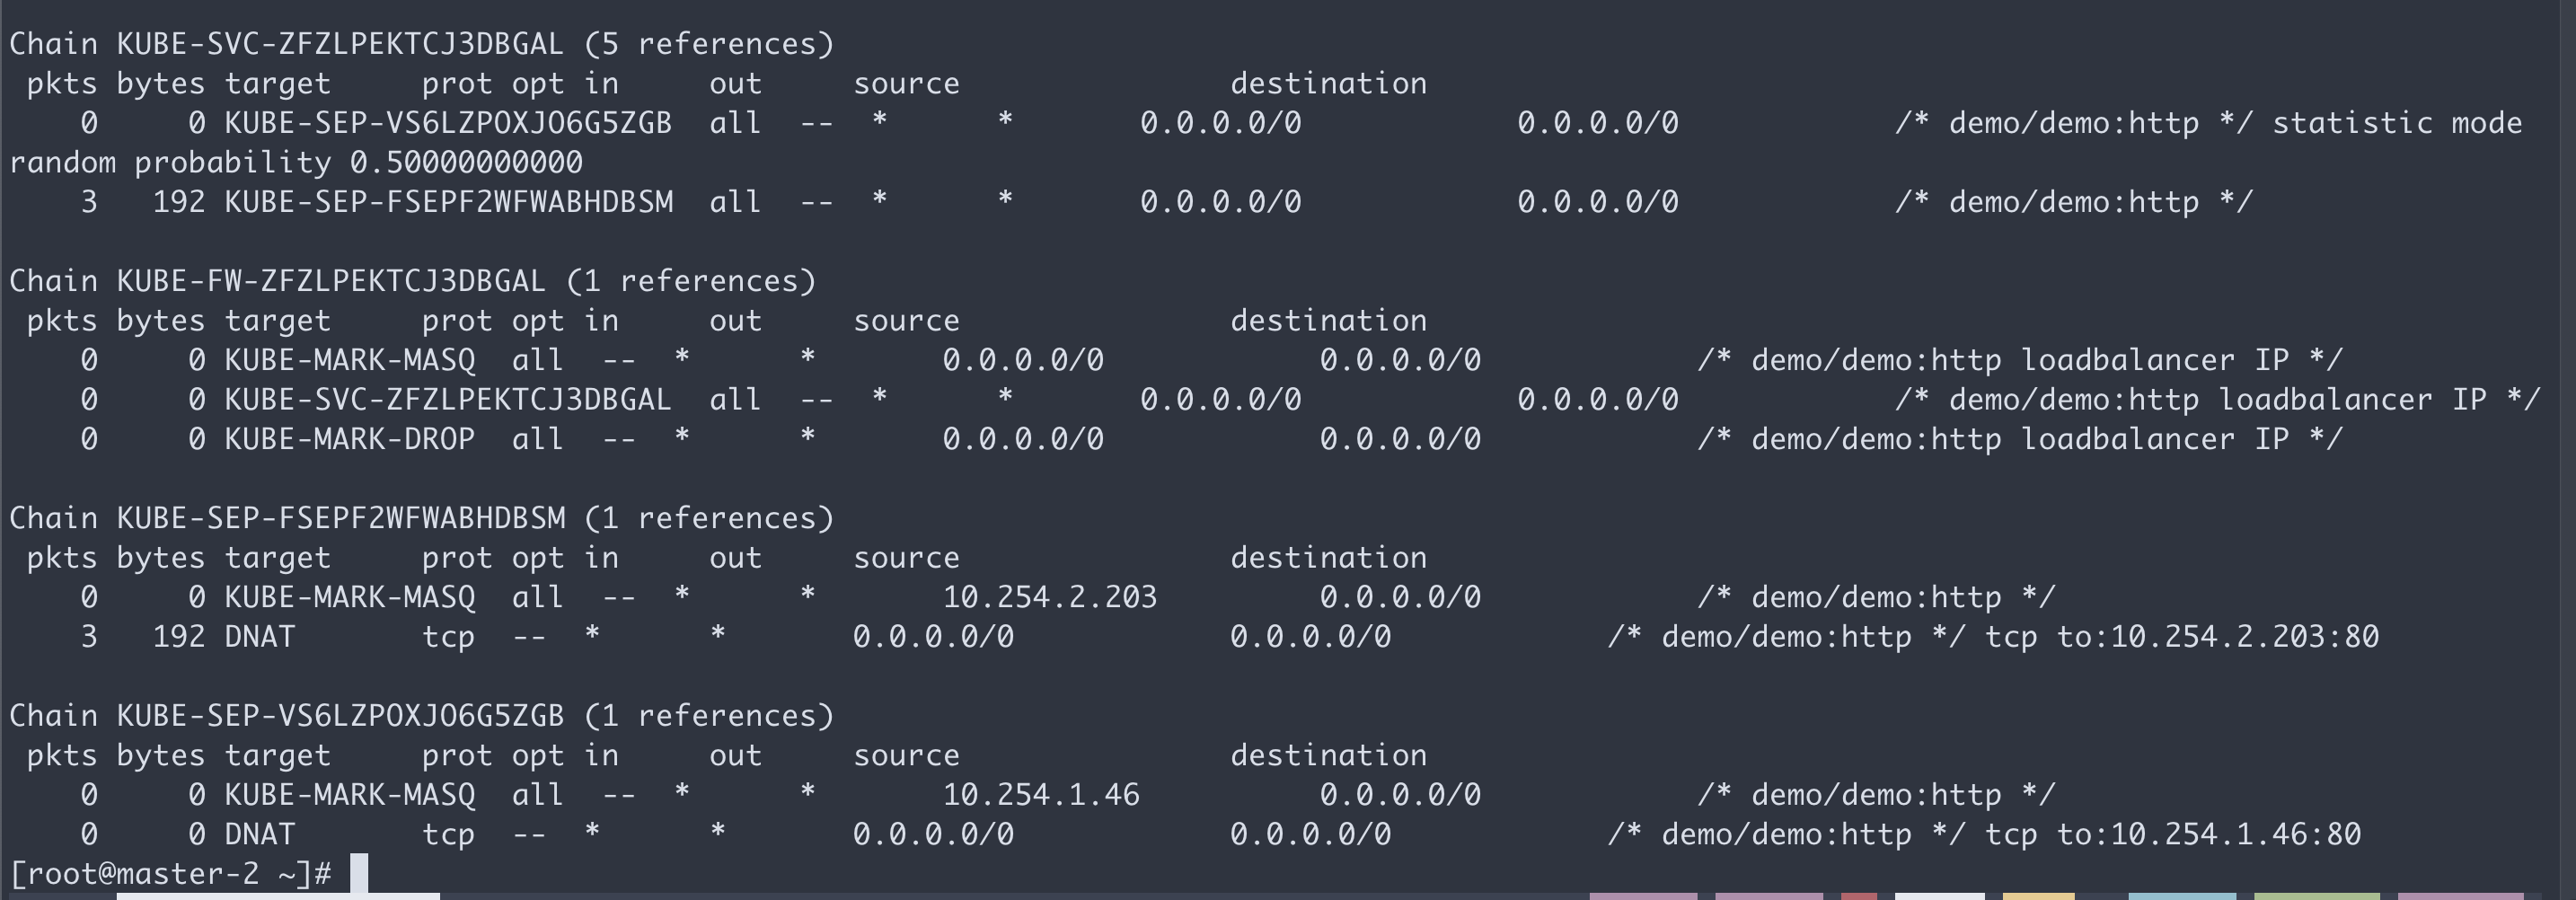 Chain KUBE-SVC-ZFZLPEKTCJ3DBGAL (5 references)
 pkts bytes target     prot opt in     out     source               destination
    0     0 KUBE-SEP-VS6LZPOXJO6G5ZGB  all  --  *      *       0.0.0.0/0            0.0.0.0/0            /* demo/demo:http */ statistic mode
random probability 0.50000000000
    3   192 KUBE-SEP-FSEPF2WFWABHDBSM  all  --  *      *       0.0.0.0/0            0.0.0.0/0            /* demo/demo:http */

Chain KUBE-FW-ZFZLPEKTCJ3DBGAL (1 references)
 pkts bytes target     prot opt in     out     source               destination
    0     0 KUBE-MARK-MASQ  all  --  *      *       0.0.0.0/0            0.0.0.0/0            /* demo/demo:http loadbalancer IP */
    0     0 KUBE-SVC-ZFZLPEKTCJ3DBGAL  all  --  *      *       0.0.0.0/0            0.0.0.0/0            /* demo/demo:http loadbalancer IP */
    0     0 KUBE-MARK-DROP  all  --  *      *       0.0.0.0/0            0.0.0.0/0            /* demo/demo:http loadbalancer IP */

Chain KUBE-SEP-FSEPF2WFWABHDBSM (1 references)
 pkts bytes target     prot opt in     out     source               destination
    0     0 KUBE-MARK-MASQ  all  --  *      *       10.254.2.203         0.0.0.0/0            /* demo/demo:http */
    3   192 DNAT       tcp  --  *      *       0.0.0.0/0            0.0.0.0/0            /* demo/demo:http */ tcp to:10.254.2.203:80

Chain KUBE-SEP-VS6LZPOXJO6G5ZGB (1 references)
 pkts bytes target     prot opt in     out     source               destination
    0     0 KUBE-MARK-MASQ  all  --  *      *       10.254.1.46          0.0.0.0/0            /* demo/demo:http */
    0     0 DNAT       tcp  --  *      *       0.0.0.0/0            0.0.0.0/0            /* demo/demo:http */ tcp to:10.254.1.46:80
[root@master-2 ~]#